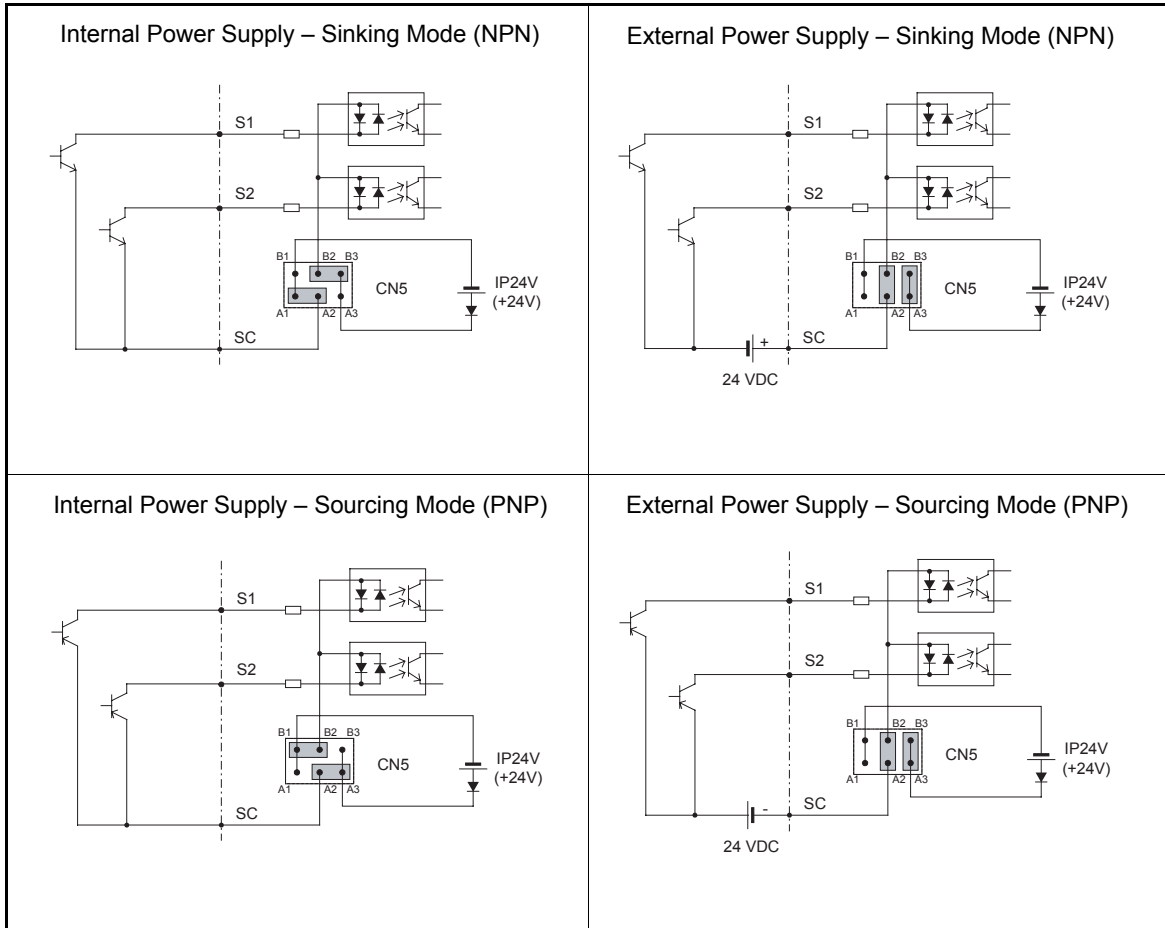 Internal Power Supply – Sinking Mode (NPN)
S1
S2
B1 B2 B3
CN5
IP24V
(+24V)
A1 A2 A3
SC
External Power Supply – Sinking Mode (NPN)
S1
S2
B1 B2 B3
CN5
IP24V
(+24V)
A1 A2 A3
+ SC
24 VDC
Internal Power Supply – Sourcing Mode (PNP)
S1
S2
B1 B2 B3
CN5
IP24V
(+24V)
A1 A2 A3
SC
External Power Supply – Sourcing Mode (PNP)
S1
S2
B1 B2 B3
CN5
IP24V
(+24V)
A1 A2 A3
- SC
24 VDC